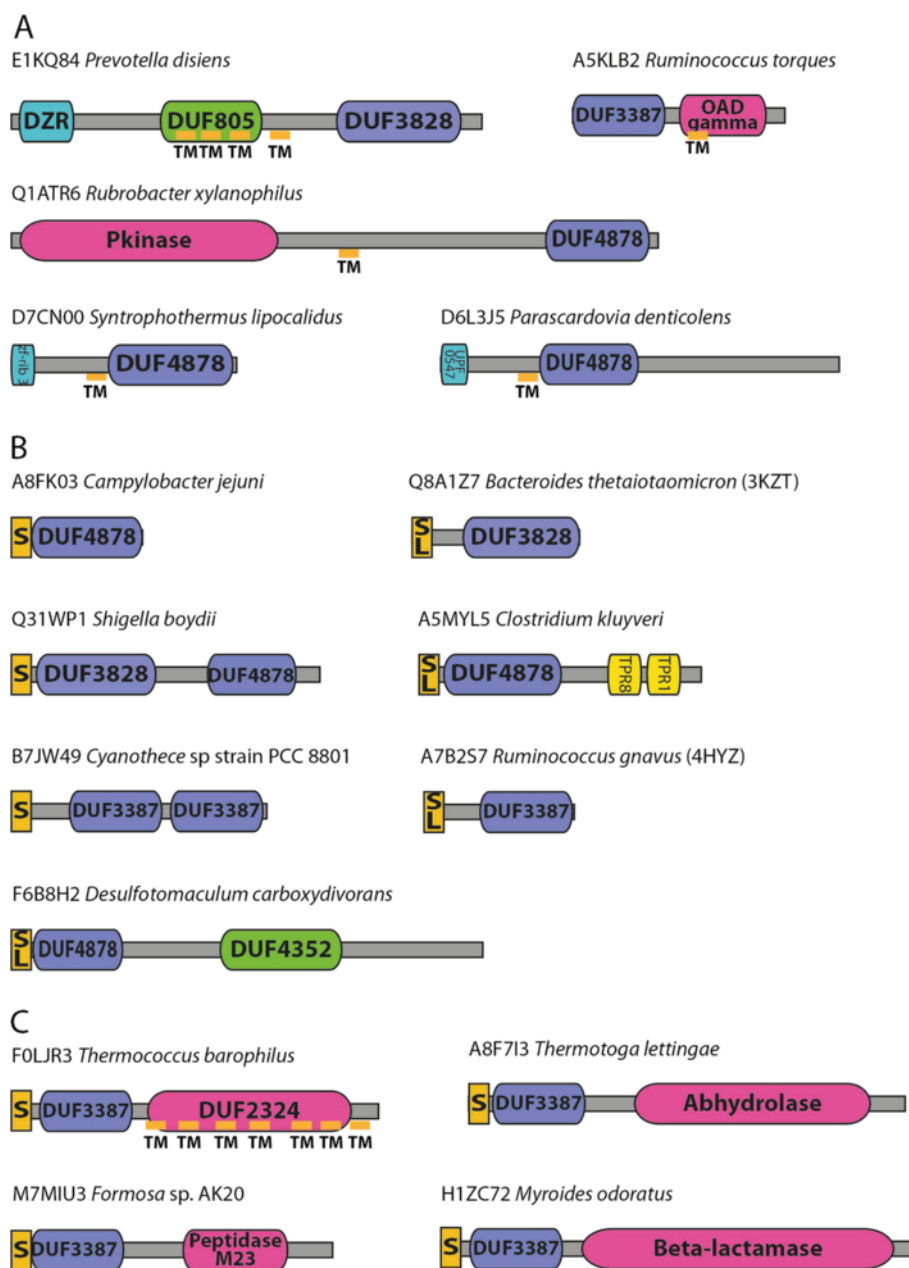 A
E1KQ84 Prevotella disiens
DZR
DUF805
DUF3828
TM TM TM TM
A5KLB2 Ruminococcus torques
DUF3387
OAD
gamma
TM
Q1ATR6 Rubrobacter xylanophilus
Pkinase
DUF4878
TM
D7CN00 Syntrophothermus lipocalidus
zf-rib 3
DUF4878
TM
D6L3J5 Parascardovia denticolens
UPF
0547
DUF4878
TM
B
A8FK03 Campylobacter jejuni
S DUF4878
Q8A1Z7 Bacteroides thetaiotaomicron (3KZT)
S
L
DUF3828
Q31WP1 Shigella boydii
S DUF3828 DUF4878
A5MYL5 Clostridium kluyveri
S
L
DUF4878
TPR8
TPR1
B7JW49 Cyanothece sp strain PCC 8801
S DUF3387 DUF3387
A7B2S7 Ruminococcus gnavus (4HYZ)
S
L
DUF3387
F6B8H2 Desulfotomaculum carboxydivorans
S
L
DUF4878
DUF4352
C
F0LJR3 Thermococcus barophilus
S DUF3387 DUF2324
TM TM TM TM TM TM TM
A8F7I3 Thermotoga lettingae
S DUF3387 Abhydrolase
M7MIU3 Formosa sp. AK20
S DUF3387
Peptidase
M23
H1ZC72 Myroides odoratus
S DUF3387 Beta-lactamase